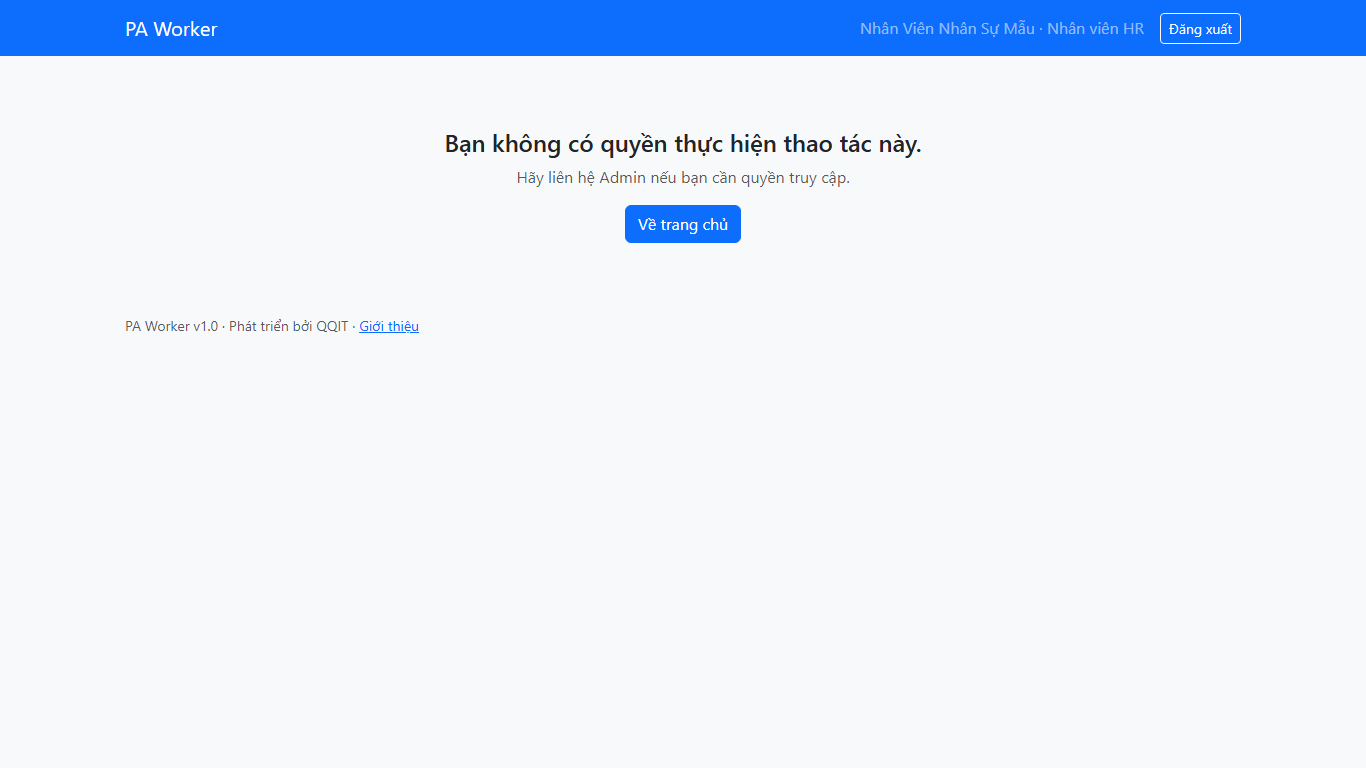 PA Worker
Nhân Viên Nhân Sự Mẫu · Nhân viên HR
Đăng xuất
Bạn không có quyền thực hiện thao tác này.
Hãy liên hệ Admin nếu bạn cần quyền truy cập.
Về trang chủ
PA Worker v1.0 · Phát triển bởi QQIT · Giới thiệu